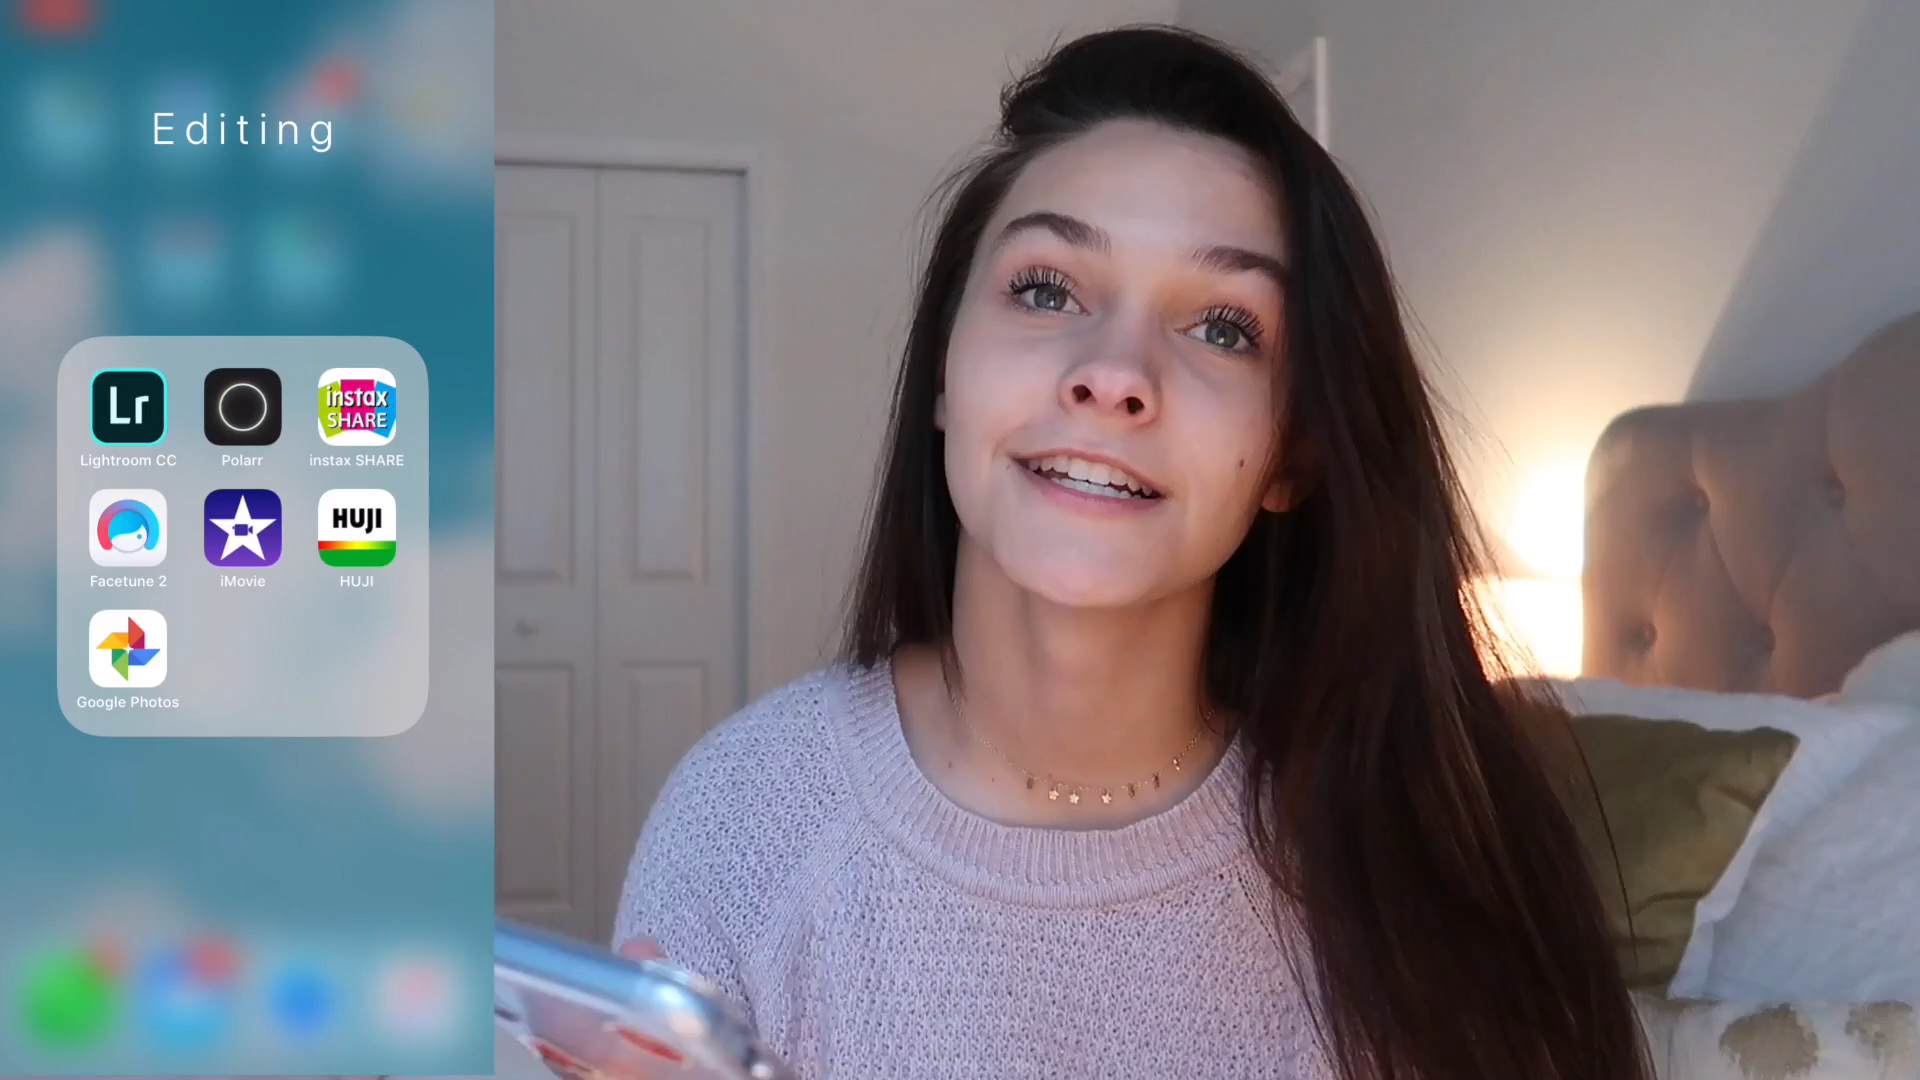 Editing
Lr
instax
SHARE
Lightroom CC
Polarr
instax SHARE
HUJI
Facetune 2
iMovie
HUJI
Google Photos